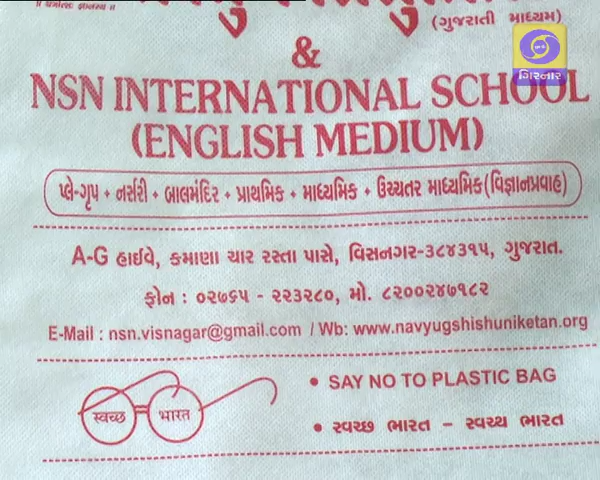 (ગુજરાતી માધ્યમ)
ગિરનાર
&
NSN INTERNATIONAL SCHOOL
(ENGLISH MEDIUM)
પ્લે-ગૃપ + નર્સરી + બાલમંદિર + પ્રાથમિક + માધ્યમિક + ઉચ્ચતર માધ્યમિક(વિજ્ઞાનપ્રવાહ)
A-G હાઈવે, કમાણા ચાર રસ્તા પાસે, વિસનગર-૩૮૪૩૧૫, ગુજરાત.
ફોન : ૦૨૭૬૫ - ૨૨૩૨૮૦, મો. ૮૨૦૦૨૪૭૧૮૨
E-Mail : nsn.visnagar@gmail.com / Wb: www.navyugshishuniketan.org
स्वच्छ भारत
• SAY NO TO PLASTIC BAG
• સ્વચ્છ ભારત - સ્વચ્થ ભારત